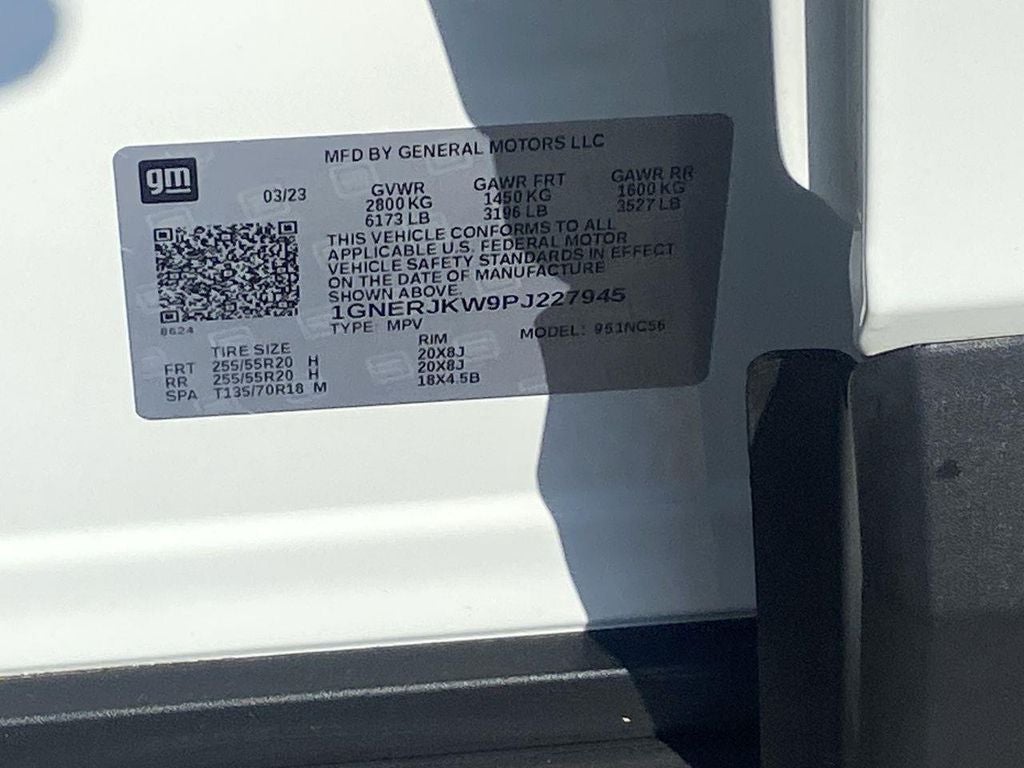 MFD BY GENERAL MOTORS LLC
gm
03/23
GVWR GAWR FRT GAWR RR
2800 KG 1450 KG 1600 KG
6173 LB 3196 LB 3527 LB
THIS VEHICLE CONFORMS TO ALL
APPLICABLE U.S. FEDERAL MOTOR
VEHICLE SAFETY STANDARDS IN EFFECT
ON THE DATE OF MANUFACTURE
SHOWN ABOVE.
1GNERJKW9PJ227945
TYPE: MPV MODEL: 951NC56
8624
TIRE SIZE RIM
FRT 255/55R20 H 20X8J
RR 255/55R20 H 20X8J
SPA T135/70R18 M 18X4.5B